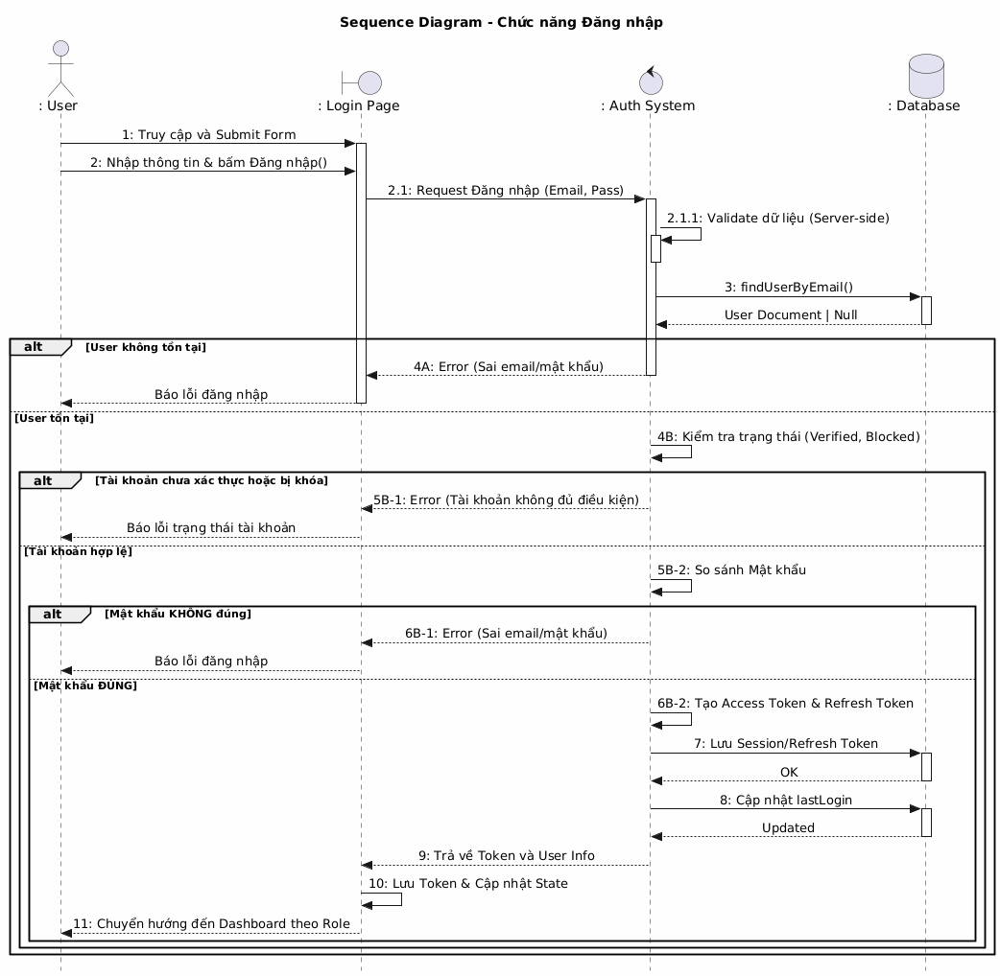 Sequence Diagram - Chức năng Đăng nhập
: User
: Login Page
: Auth System
: Database
1: Truy cập và Submit Form
2: Nhập thông tin & bấm Đăng nhập()
2.1: Request Đăng nhập (Email, Pass)
2.1.1: Validate dữ liệu (Server-side)
3: findUserByEmail()
User Document | Null
alt [User không tồn tại]
4A: Error (Sai email/mật khẩu)
Báo lỗi đăng nhập
[User tồn tại]
4B: Kiểm tra trạng thái (Verified, Blocked)
alt [Tài khoản chưa xác thực hoặc bị khóa]
5B-1: Error (Tài khoản không đủ điều kiện)
Báo lỗi trạng thái tài khoản
[Tài khoản hợp lệ]
5B-2: So sánh Mật khẩu
alt [Mật khẩu KHÔNG đúng]
6B-1: Error (Sai email/mật khẩu)
Báo lỗi đăng nhập
[Mật khẩu ĐÚNG]
6B-2: Tạo Access Token & Refresh Token
7: Lưu Session/Refresh Token
OK
8: Cập nhật lastLogin
Updated
9: Trả về Token và User Info
10: Lưu Token & Cập nhật State
11: Chuyển hướng đến Dashboard theo Role